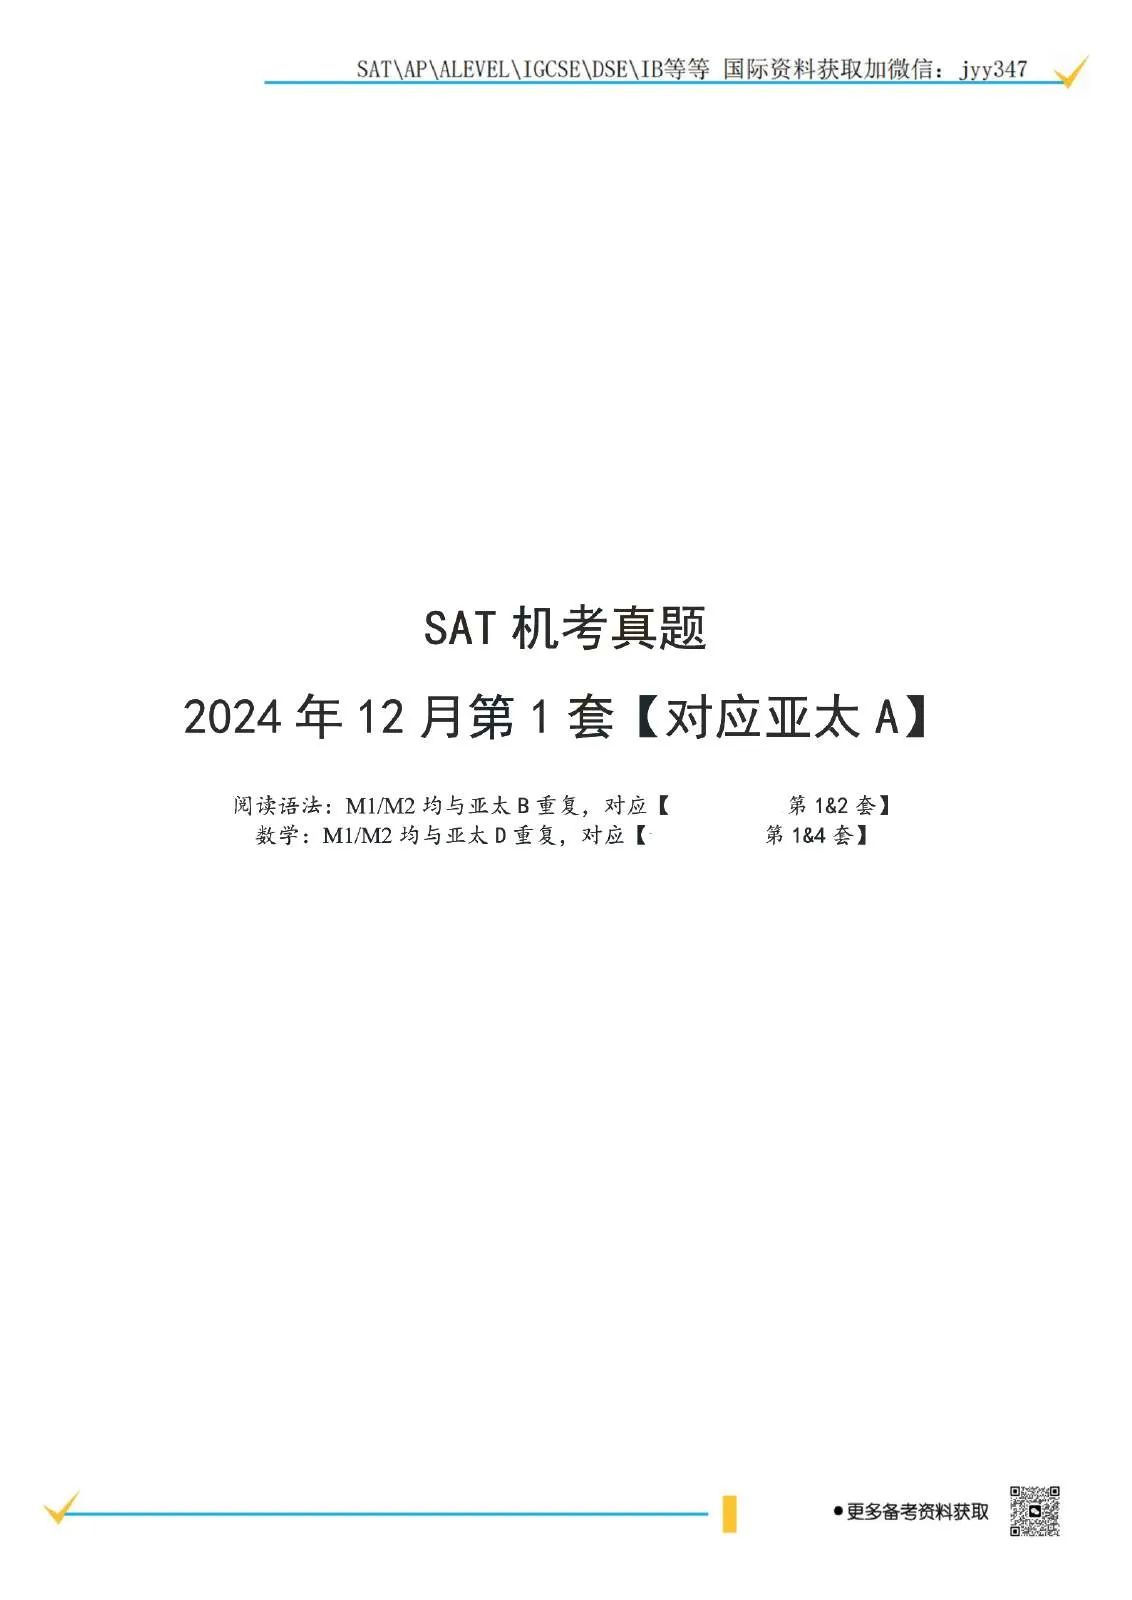 SAT\AP\ALEVEL\IGCSE\DSE\IB等等 国际资料获取加微信：jyy347
SAT 机考真题
2024 年 12 月第 1 套【对应亚太 A】
阅读语法：M1/M2 均与亚太 B 重复，对应【 第 1&2 套】
数学：M1/M2 均与亚太 D 重复，对应【 第 1&4 套】
●更多备考资料获取